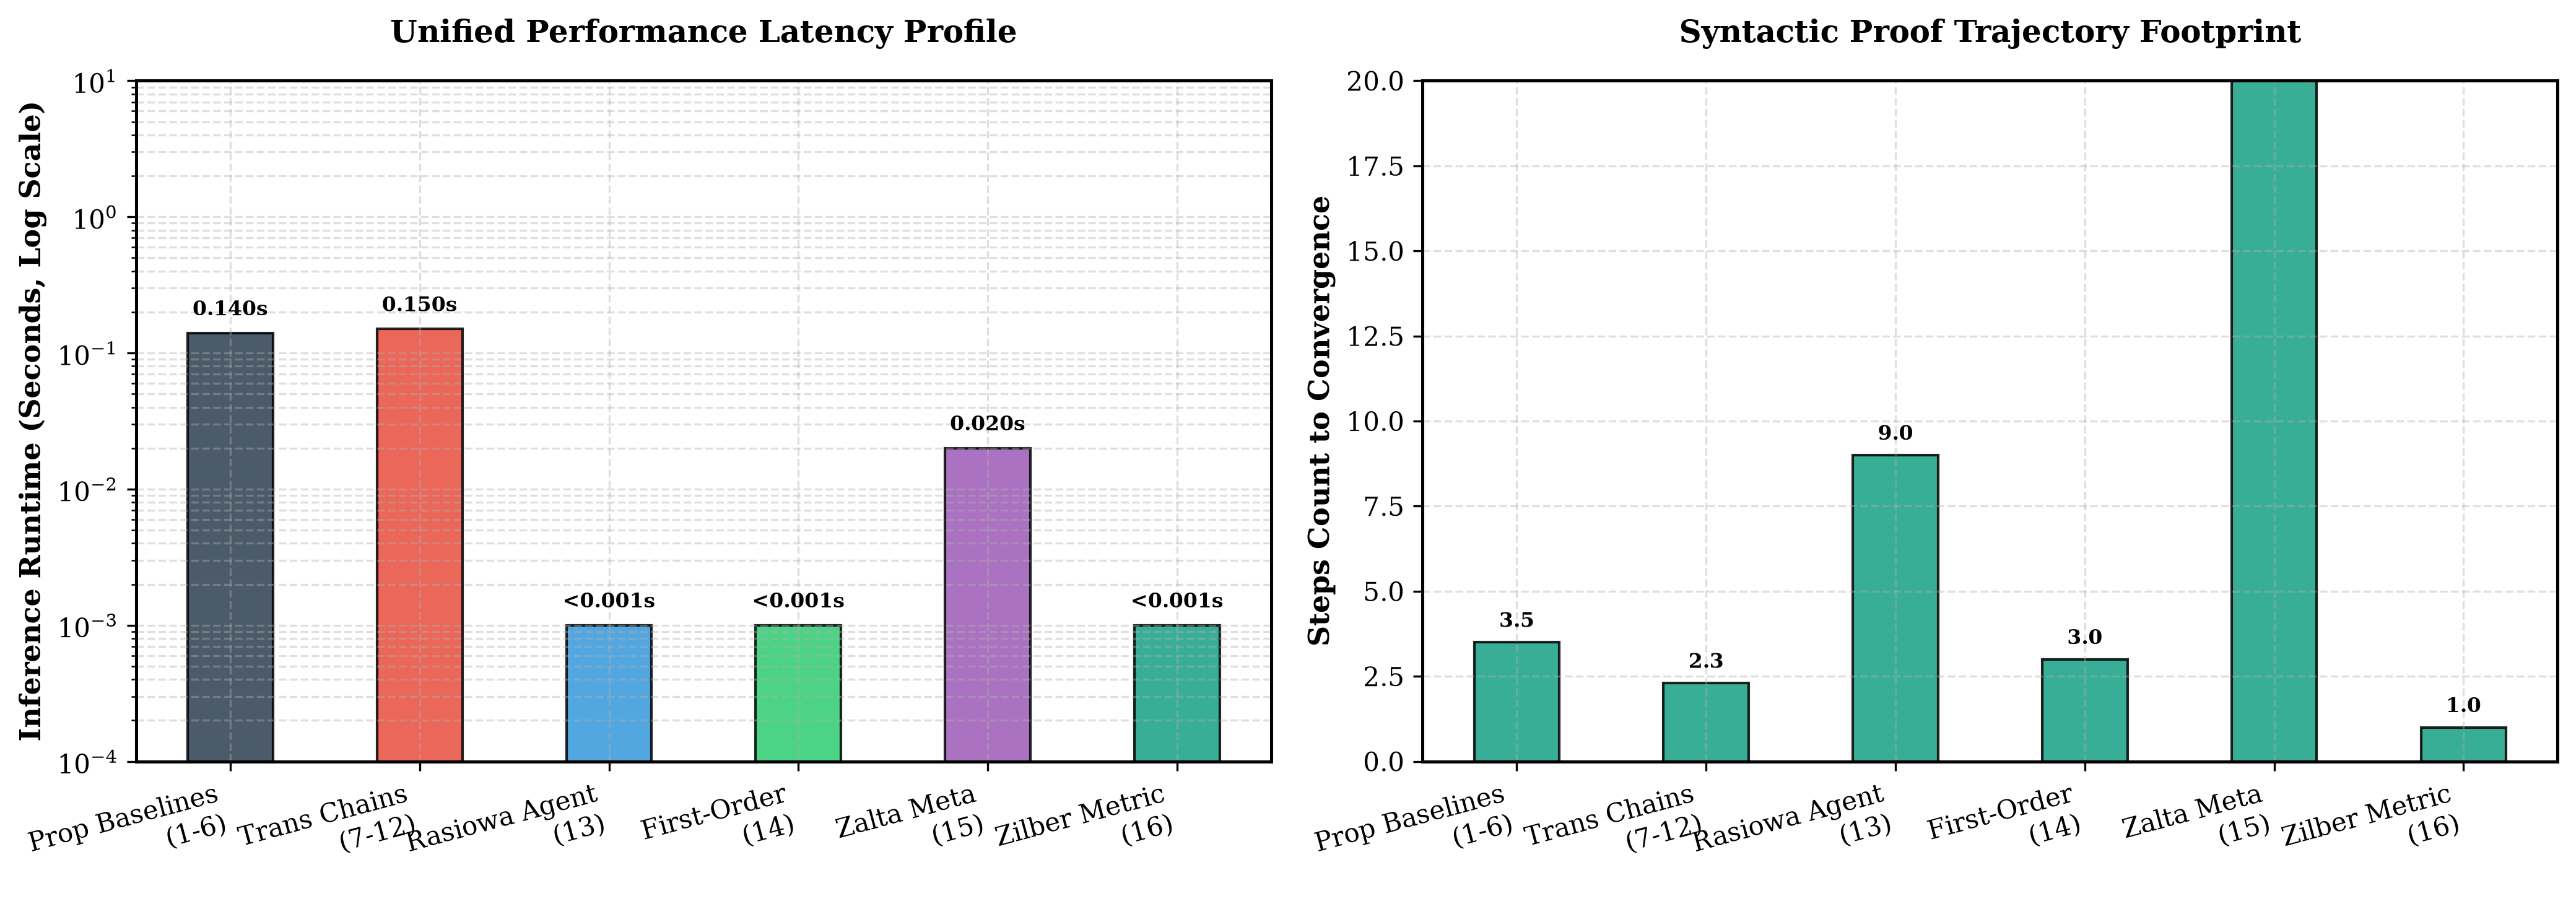 Unified Performance Latency Profile
Inference Runtime (Seconds, Log Scale)
10¹
10⁰
10⁻¹
10⁻²
10⁻³
10⁻⁴
0.140s
0.150s
<0.001s
<0.001s
0.020s
<0.001s
Prop Baselines
(1-6)
Trans Chains
(7-12)
Rasiowa Agent
(13)
First-Order
(14)
Zalta Meta
(15)
Zilber Metric
(16)
Syntactic Proof Trajectory Footprint
Steps Count to Convergence
20.0
17.5
15.0
12.5
10.0
7.5
5.0
2.5
0.0
3.5
2.3
9.0
3.0
1.0
Prop Baselines
(1-6)
Trans Chains
(7-12)
Rasiowa Agent
(13)
First-Order
(14)
Zalta Meta
(15)
Zilber Metric
(16)